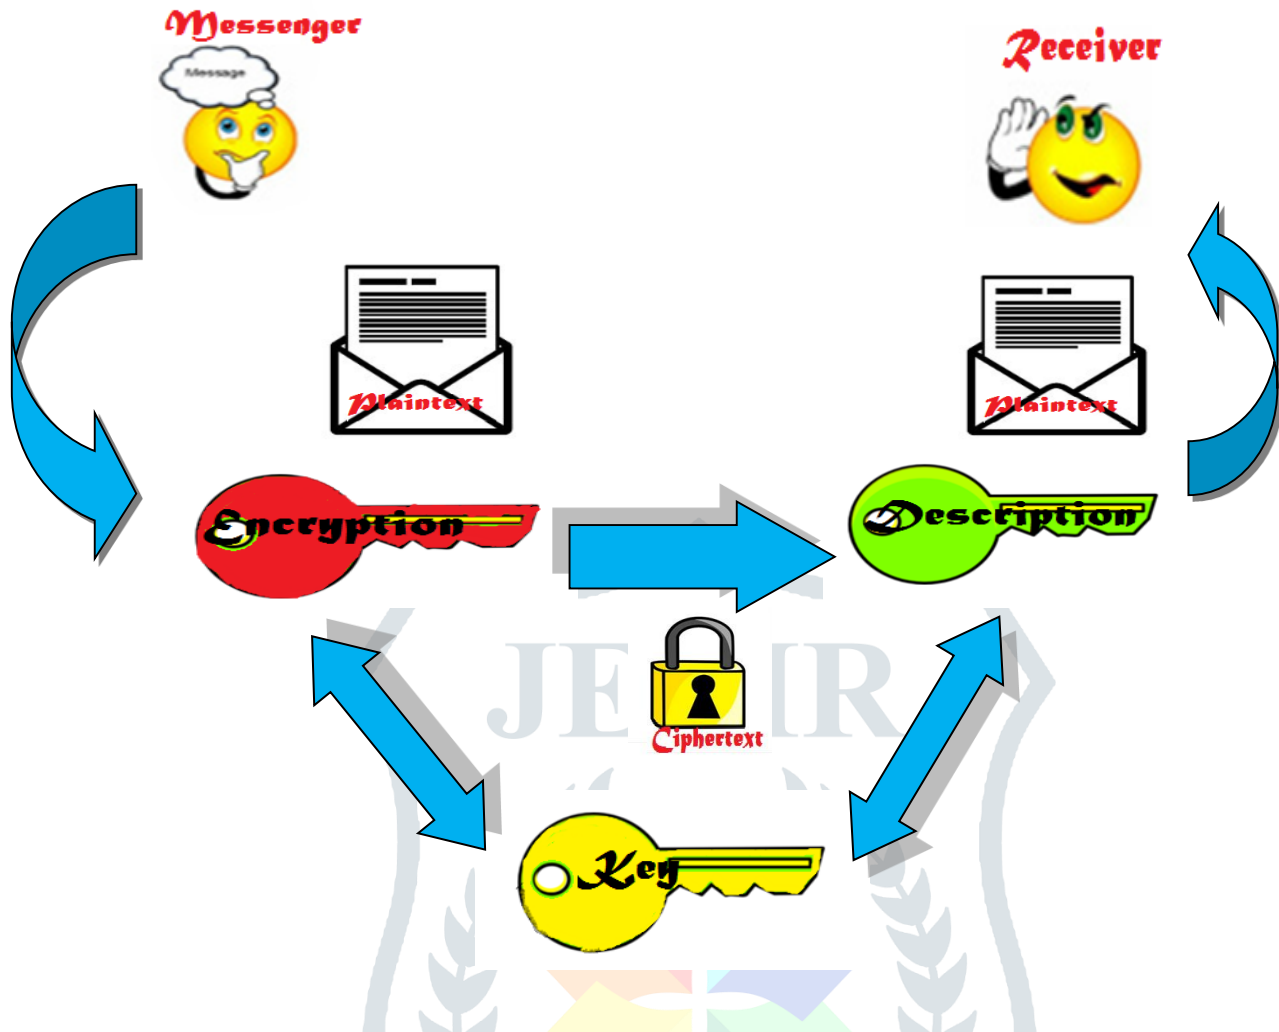 Messenger
Message
Receiver
Plaintext
Plaintext
Encryption
Description
Ciphertext
Key